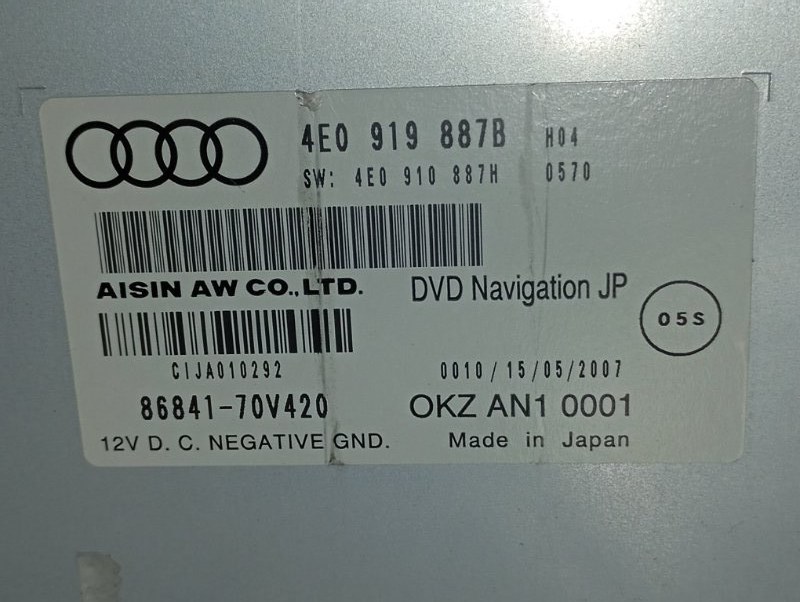 4E0 919 887B H04
SW: 4E0 910 887H 0570
AISIN AW CO.,LTD. DVD Navigation JP
05S
CIJA010292 0010/15/05/2007
86841-70V420 OKZ AN1 0001
12V D. C. NEGATIVE GND. Made in Japan